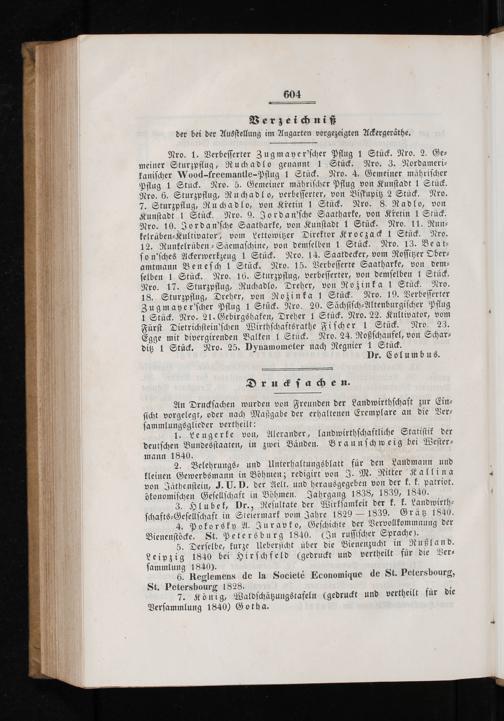 604
Verzeichniß
der bei der Ausstellung im Augarten vorgezeigten Ackergeräthe.
Nro. 1. Verbesserter Zugmayer'scher Pflug 1 Stück. Nro. 2. Ge-
meiner Sturzpflug, Ruchadlo genannt 1 Stück. Nro. 3. Nordameri-
kanischer Wood-freemantle-Pflug 1 Stück. Nro. 4. Gemeiner mährischer
Pflug 1 Stück. Nro. 5. Gemeiner mährischer Pflug von Kunstadt 1 Stück.
Nro. 6. Sturzpflug, Ruchadlo, verbesserter, von Biskupitz 2 Stück. Nro.
7. Sturzpflug, Ruchadlo, von Kretin 1 Stück. Nro. 8. Radlo, von
Kunstadt 1 Stück. Nro. 9. Jordan'sche Saatharke, von Kretin 1 Stück.
Nro. 10. Jordan'sche Saatharke, von Kunstadt 1 Stück. Nro. 11. Run-
kelrüben-Kultivator, vom Lettowitzer Direktor Kroczak 1 Stück. Nro.
12. Runkelrüben-Säemaschine, von demselben 1 Stück. Nro. 13. Beat-
son'sches Ackerwerkzeug 1 Stück. Nro. 14. Saatdecker, vom Rossitzer Ober-
amtmann Benesch 1 Stück. Nro. 15. Verbesserte Saatharke, von dem-
selben 1 Stück. Nro. 16. Sturzpflug, verbesserter, von demselben 1 Stück.
Nro. 17. Sturzpflug, Ruchadlo, Dreher, von Rozinka 1 Stück. Nro.
18. Sturzpflug, Dreher, von Rozinka 1 Stück. Nro. 19. Verbesserter
Zugmayer'scher Pflug 1 Stück. Nro. 20. Sächsisch-Altenburgischer Pflug
1 Stück. Nro. 21. Gebirgshaken, Dreher 1 Stück. Nro. 22. Kultivator, vom
Fürst Dietrichstein'schen Wirthschaftsrathe Fischer 1 Stück. Nro. 23.
Egge mit divergirenden Balken 1 Stück. Nro. 24. Roßschaufel, von Schar-
ditz 1 Stück. Nro. 25. Dynamometer nach Regnier 1 Stück.
Dr. Columbus.
Drucksachen.
An Drucksachen wurden von Freunden der Landwirthschaft zur Ein-
sicht vorgelegt, oder nach Maßgabe der erhaltenen Exemplare an die Ver-
sammlungsglieder vertheilt:
1. Lengerke von, Alexander, landwirthschaftliche Statistik der
deutschen Bundesstaaten, in zwei Bänden. Braunschweig bei Wester-
mann 1840.
2. Belehrungs- und Unterhaltungsblatt für den Landmann und
kleinen Gewerbsmann in Böhmen; redigirt von J. M. Ritter Kallina
von Jäthenstein, J. U. D. der Aelt. und herausgegeben von der k. k. patriot.
ökonomischen Gesellschaft in Böhmen. Jahrgang 1838, 1839, 1840.
3. Hlubek, Dr., Resultate der Wirksamkeit der k. k. Landwirth-
schafts-Gesellschaft in Steiermark vom Jahre 1829 — 1839. Grätz 1840.
4. Pokorsky A. Juravko, Geschichte der Vervollkommnung der
Bienenstöcke. St. Petersburg 1840. (In russischer Sprache).
5. Derselbe, kurze Uebersicht über die Bienenzucht in Rußland.
Leipzig 1840 bei Hirschfeld (gedruckt und vertheilt für die Ver-
sammlung 1840).
6. Reglemens de la Societé Economique de St. Petersbourg,
St. Petersbourg 1828.
7. König, Waldschätzungstafeln (gedruckt und vertheilt für die
Versammlung 1840) Gotha.